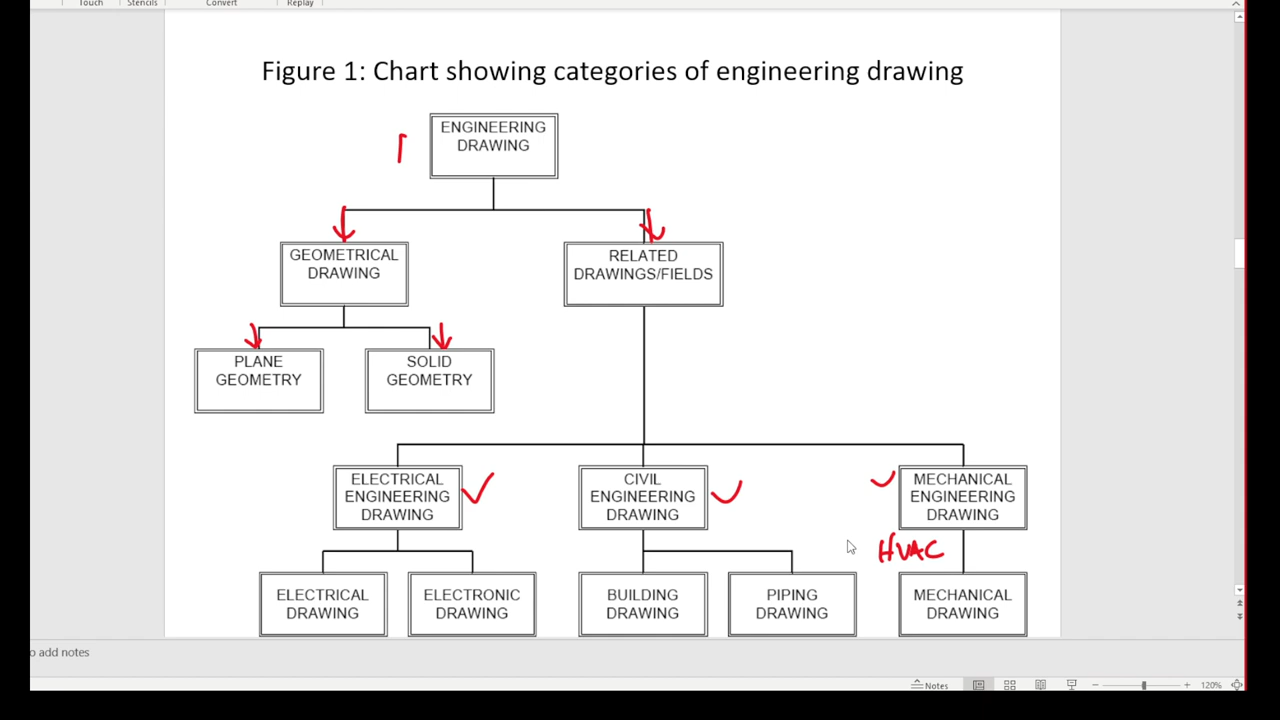 Touch Stencils Convert Replay
Figure 1: Chart showing categories of engineering drawing
ENGINEERING
DRAWING
GEOMETRICAL
DRAWING
RELATED
DRAWINGS/FIELDS
PLANE
GEOMETRY
SOLID
GEOMETRY
ELECTRICAL
ENGINEERING
DRAWING
CIVIL
ENGINEERING
DRAWING
MECHANICAL
ENGINEERING
DRAWING
HVAC
ELECTRICAL
DRAWING
ELECTRONIC
DRAWING
BUILDING
DRAWING
PIPING
DRAWING
MECHANICAL
DRAWING
o add notes
Notes
120%